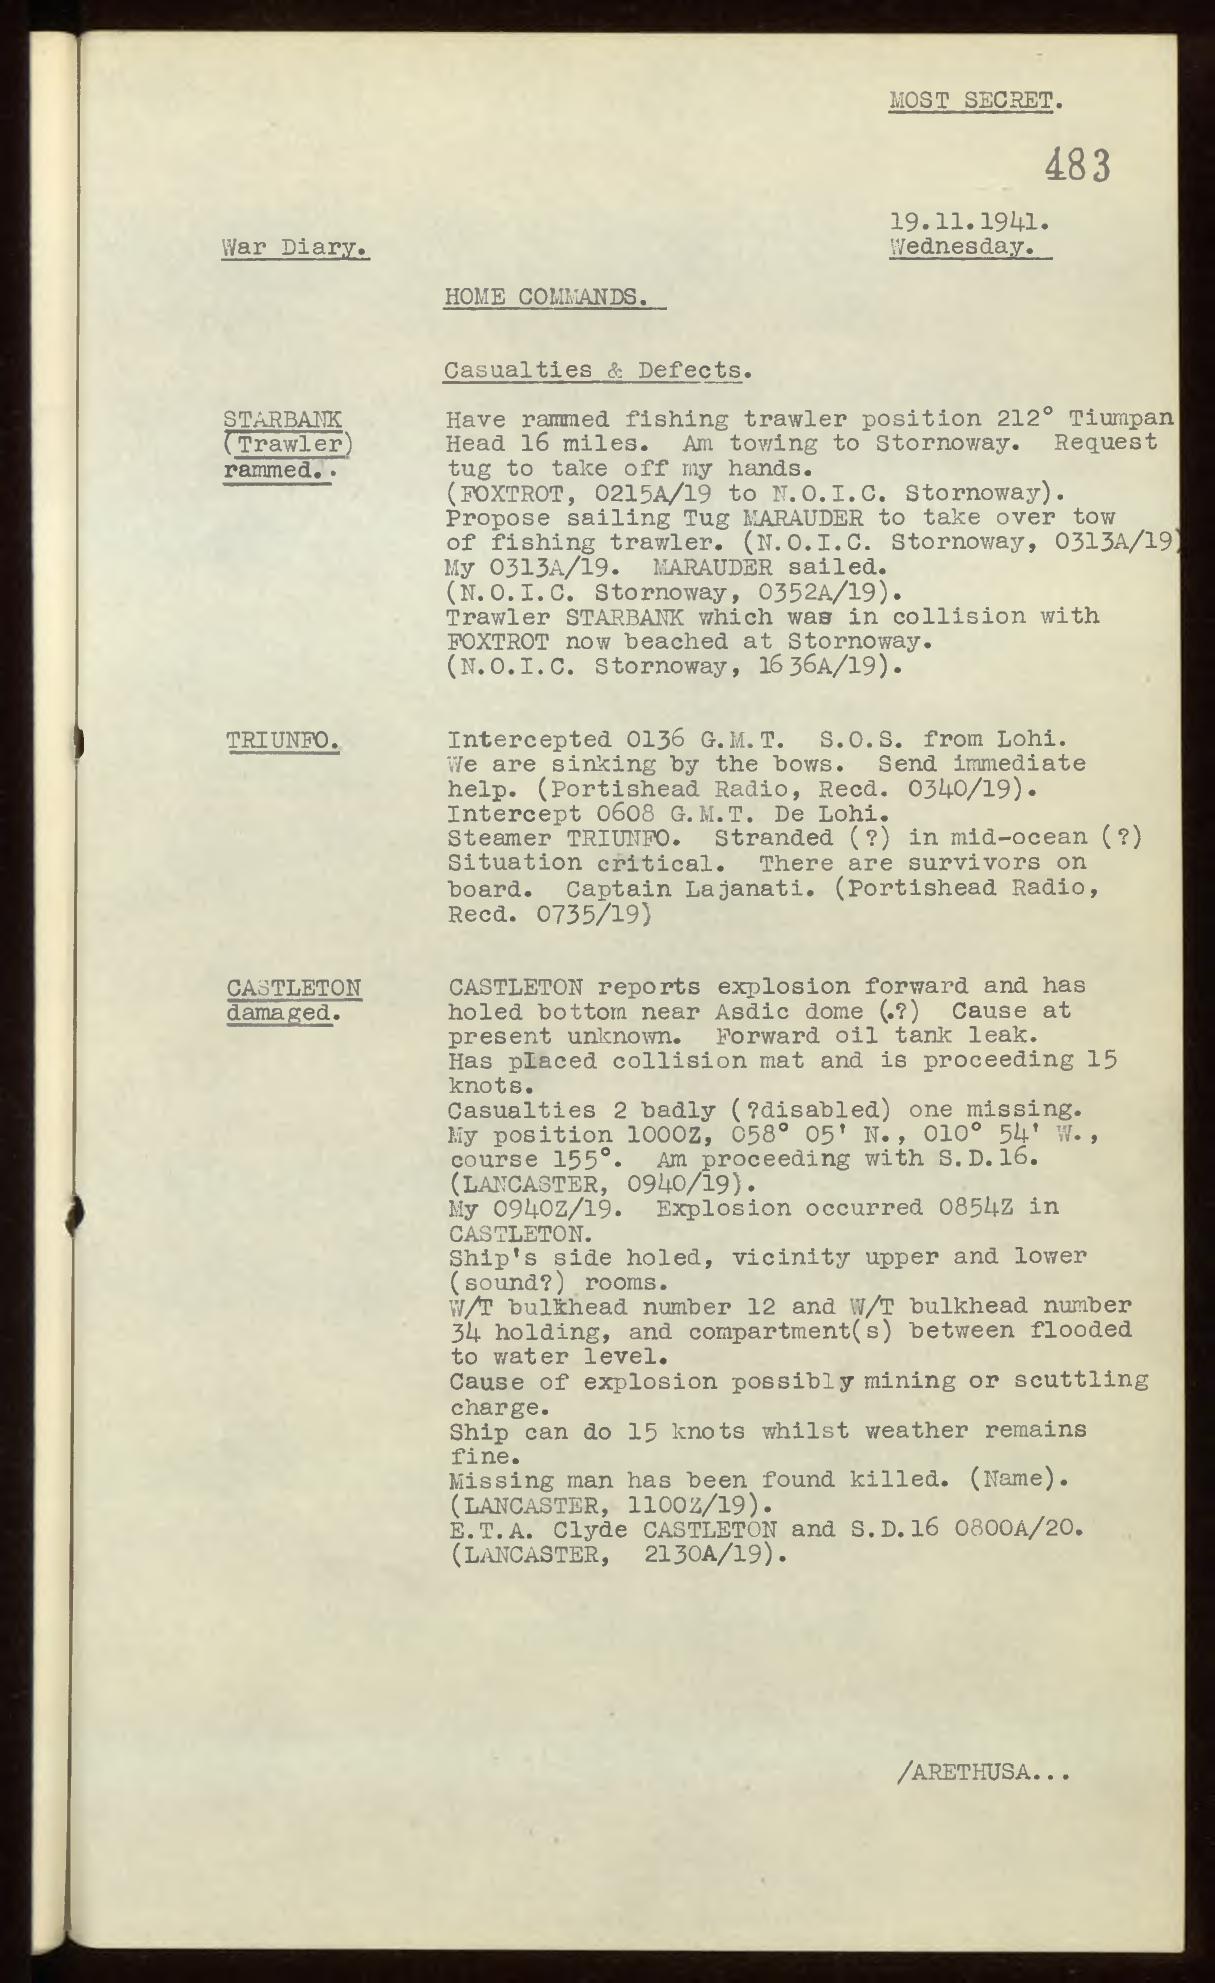 MOST SECRET.
483
19.11.1941.
War Diary.
Wednesday.
HOME COMMANDS.
Casualties & Defects.
STARBANK
(Trawler)
rammed..
Have rammed fishing trawler position 212° Tiumpan
Head 16 miles. Am towing to Stornoway. Request
tug to take off my hands.
(FOXTROT, 0215A/19 to N.O.I.C. Stornoway).
Propose sailing Tug MARAUDER to take over tow
of fishing trawler. (N.O.I.C. Stornoway, 0313A/19)
My 0313A/19. MARAUDER sailed.
(N.O.I.C. Stornoway, 0352A/19).
Trawler STARBANK which was in collision with
FOXTROT now beached at Stornoway.
(N.O.I.C. Stornoway, 1636A/19).
TRIUNFO.
Intercepted 0136 G.M.T. S.O.S. from Lohi.
We are sinking by the bows. Send immediate
help. (Portishead Radio, Recd. 0340/19).
Intercept 0608 G.M.T. De Lohi.
Steamer TRIUNFO. Stranded (?) in mid-ocean (?)
Situation critical. There are survivors on
board. Captain Lajanati. (Portishead Radio,
Recd. 0735/19)
CASTLETON
damaged.
CASTLETON reports explosion forward and has
holed bottom near Asdic dome (.?) Cause at
present unknown. Forward oil tank leak.
Has placed collision mat and is proceeding 15
knots.
Casualties 2 badly (?disabled) one missing.
My position 1000Z, 058° 05' N., 010° 54' W.,
course 155°. Am proceeding with S.D.16.
(LANCASTER, 0940/19).
My 0940Z/19. Explosion occurred 0854Z in
CASTLETON.
Ship's side holed, vicinity upper and lower
(sound?) rooms.
W/T bulkhead number 12 and W/T bulkhead number
34 holding, and compartment(s) between flooded
to water level.
Cause of explosion possibly mining or scuttling
charge.
Ship can do 15 knots whilst weather remains
fine.
Missing man has been found killed. (Name).
(LANCASTER, 1100Z/19).
E.T.A. Clyde CASTLETON and S.D.16 0800A/20.
(LANCASTER, 2130A/19).
/ARETHUSA...